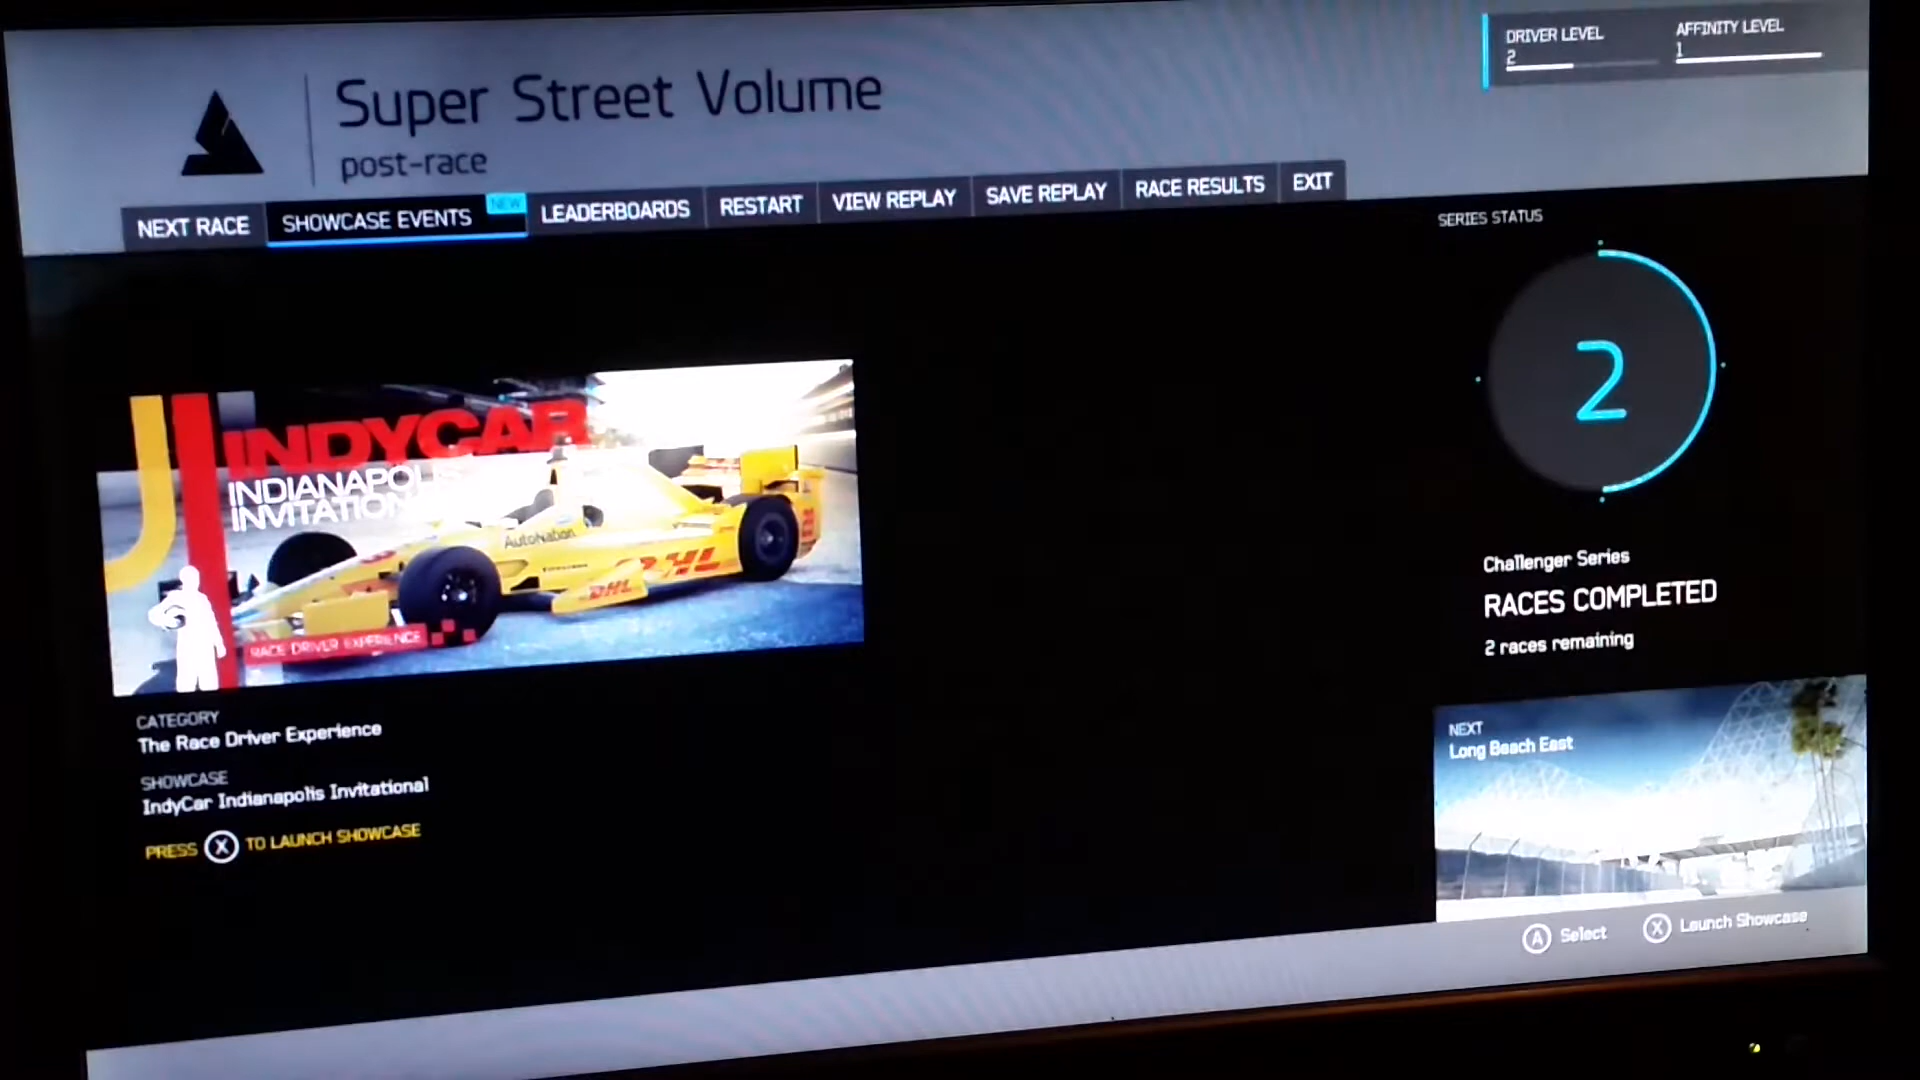 DRIVER LEVEL
2
AFFINITY LEVEL
1
Super Street Volume
post-race
NEXT RACE
SHOWCASE EVENTS
NEW
LEADERBOARDS
RESTART
VIEW REPLAY
SAVE REPLAY
RACE RESULTS
EXIT
SERIES STATUS
2
Challenger Series
RACES COMPLETED
2 races remaining
INDYCAR
INDIANAPOLIS
INVITATION
AutoNation
DHL
DHL
RACE DRIVER EXPERIENCE
CATEGORY
The Race Driver Experience
SHOWCASE
IndyCar Indianapolis Invitational
PRESS X TO LAUNCH SHOWCASE
NEXT
Long Beach East
A Select
X Launch Showcase